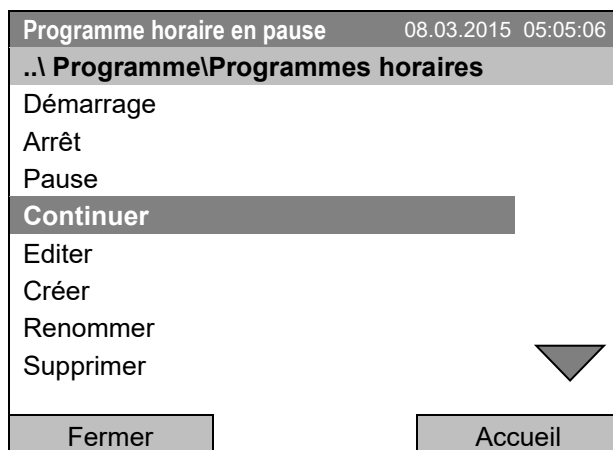 Programme horaire en pause 08.03.2015 05:05:06
..\ Programme\Programmes horaires
Démarrage
Arrêt
Pause
Continuer
Editer
Créer
Renommer
Supprimer
Fermer Accueil